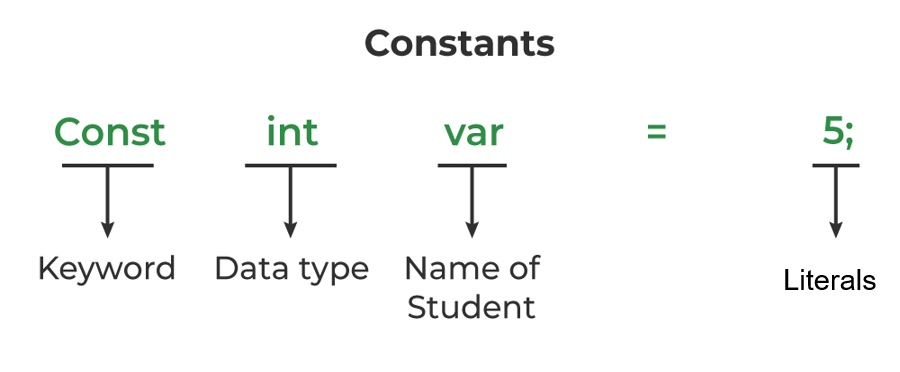 Constants
Const int var = 5;
Keyword Data type Name of Student Literals